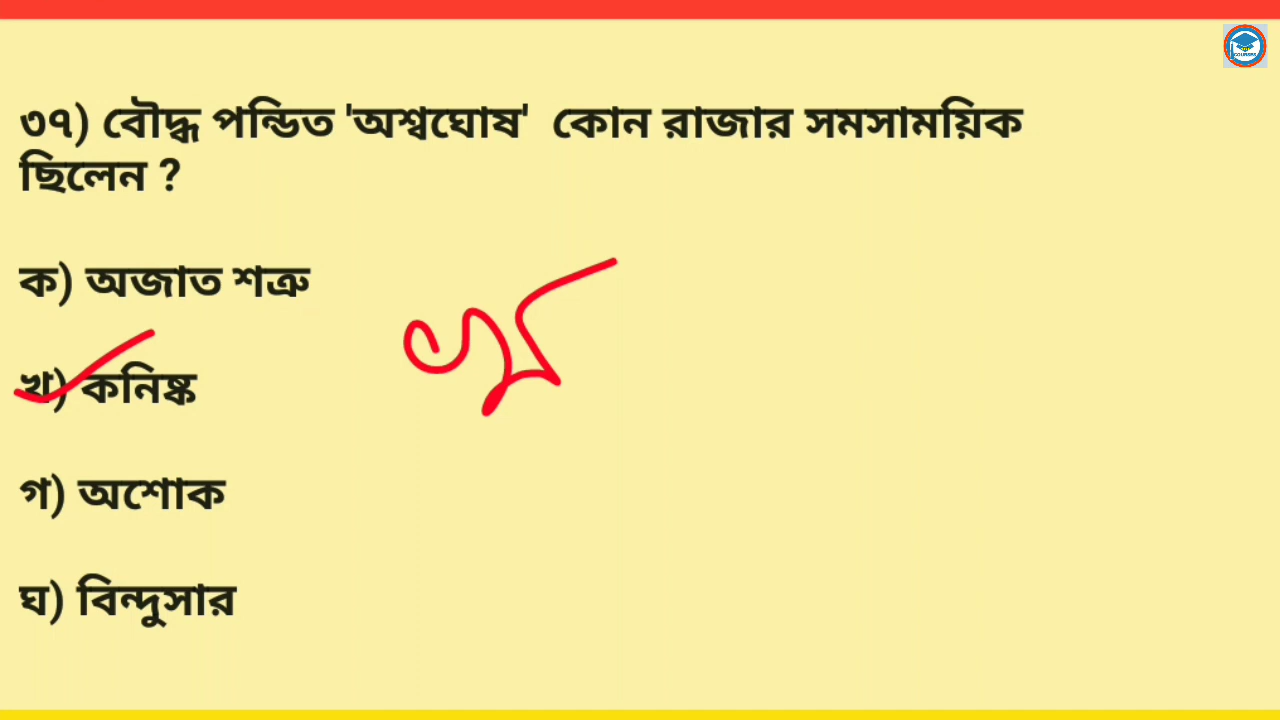 ৩৭) বৌদ্ধ পন্ডিত 'অশ্বঘোষ' কোন রাজার সমসাময়িক
ছিলেন ?
ক) অজাত শত্রু
খ) কনিষ্ক
গ) অশোক
ঘ) বিন্দুসার